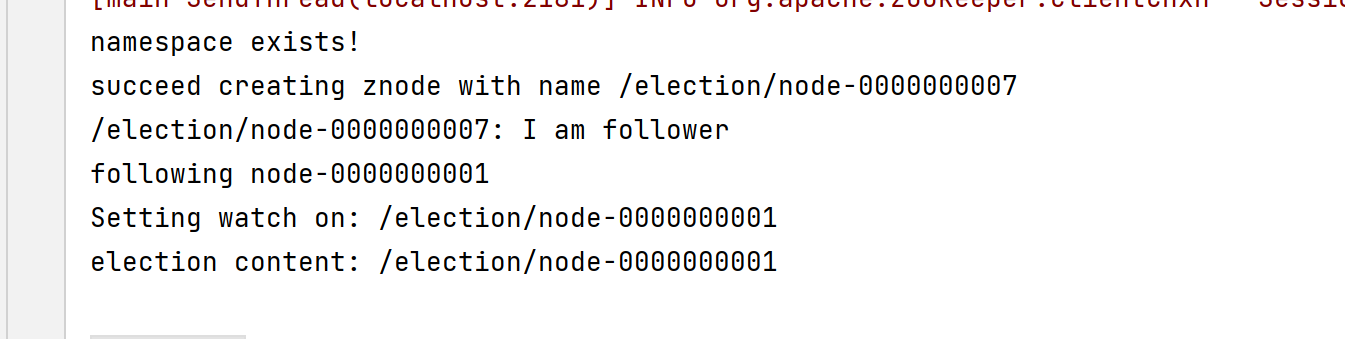 [main-SendThread(localhost:2181)] INFO org.apache.zookeeper.ClientCnxn - Sessio
namespace exists!
succeed creating znode with name /election/node-0000000007
/election/node-0000000007: I am follower
following node-0000000001
Setting watch on: /election/node-0000000001
election content: /election/node-0000000001